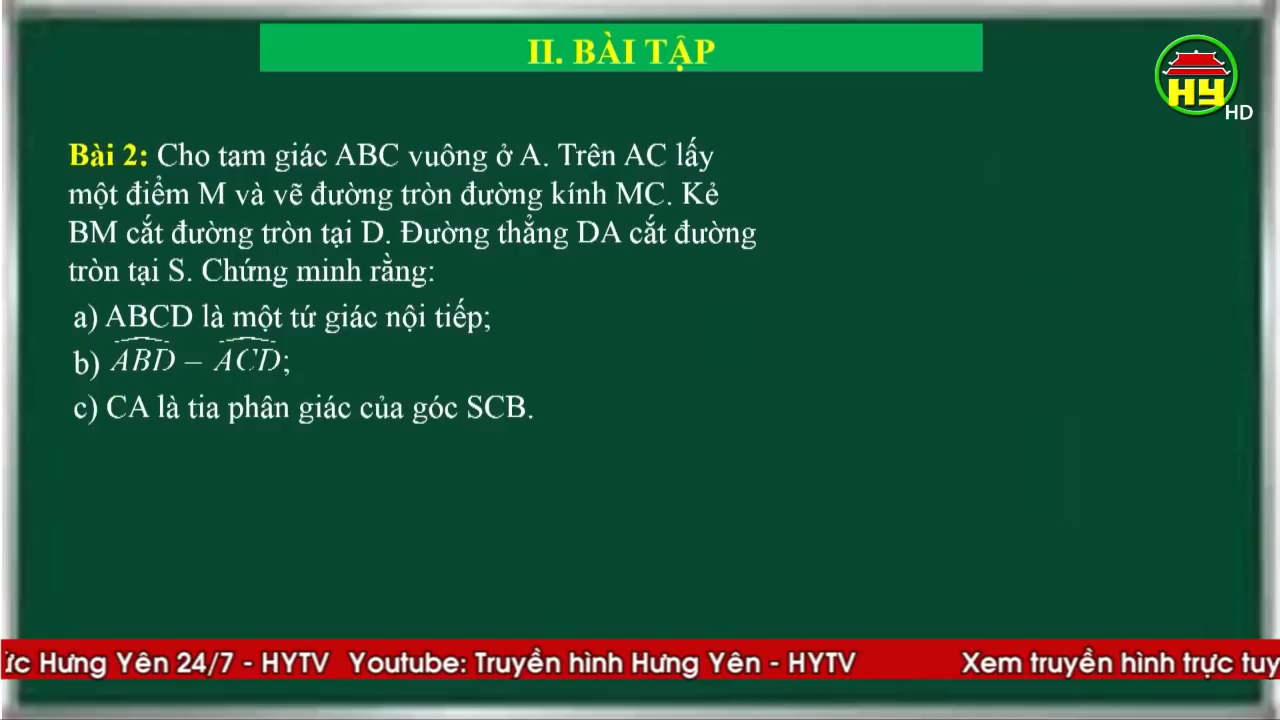 II. BÀI TẬP
HY
HD
Bài 2: Cho tam giác ABC vuông ở A. Trên AC lấy
một điểm M và vẽ đường tròn đường kính MC. Kẻ
BM cắt đường tròn tại D. Đường thẳng DA cắt đường
tròn tại S. Chứng minh rằng:
a) ABCD là một tứ giác nội tiếp;
b) ABD – ACD;
c) CA là tia phân giác của góc SCB.
ức Hưng Yên 24/7 - HYTV Youtube: Truyền hình Hưng Yên - HYTV Xem truyền hình trực tuy